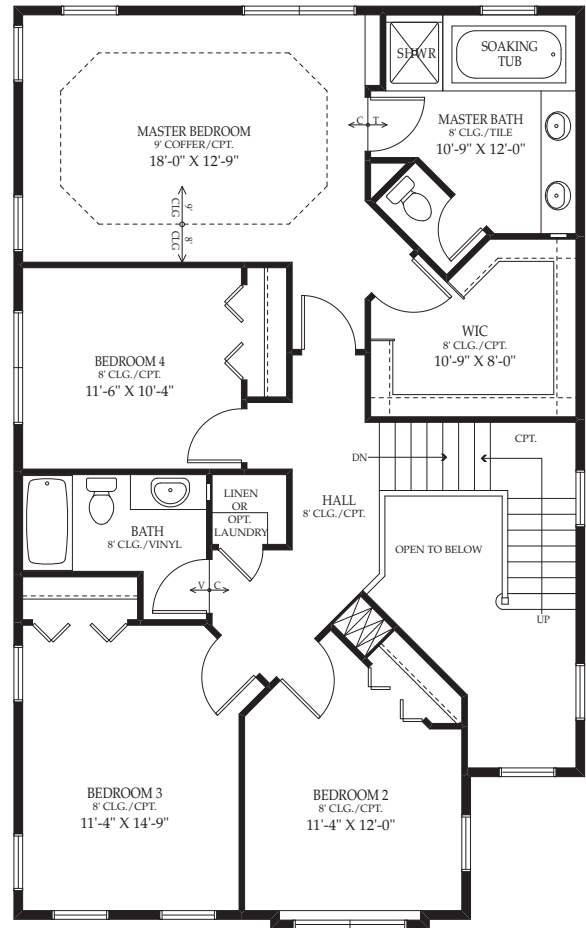 SHWR
SOAKING
TUB
MASTER BEDROOM
9' COFFER/CPT.
18'-0" X 12'-9"
C T
MASTER BATH
8' CLG./TILE
10'-9" X 12'-0"
9'
CLG
8'
CLG
WIC
8' CLG./CPT.
10'-9" X 8'-0"
BEDROOM 4
8' CLG./CPT.
11'-6" X 10'-4"
DN
CPT.
LINEN
OR
OPT.
LAUNDRY
HALL
8' CLG./CPT.
BATH
8' CLG./VINYL
OPEN TO BELOW
V C
UP
BEDROOM 3
8' CLG./CPT.
11'-4" X 14'-9"
BEDROOM 2
8' CLG./CPT.
11'-4" X 12'-0"